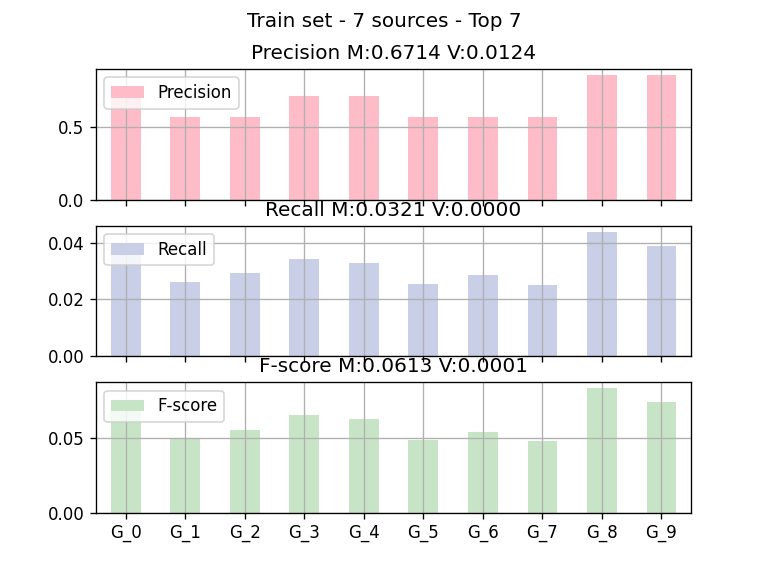 Train set - 7 sources - Top 7
Precision M:0.6714 V:0.0124
Precision
0.5
0.0
Recall M:0.0321 V:0.0000
Recall
0.04
0.02
0.00
F-score M:0.0613 V:0.0001
F-score
0.05
0.00
G_0 G_1 G_2 G_3 G_4 G_5 G_6 G_7 G_8 G_9